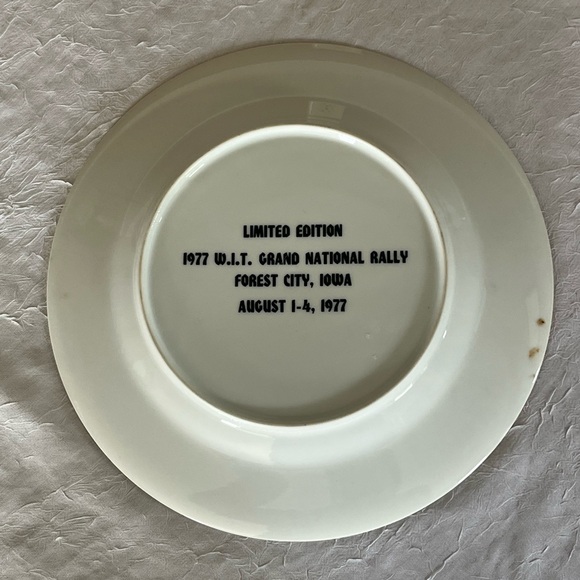 LIMITED EDITION
1977 W.I.T. GRAND NATIONAL RALLY
FOREST CITY, IOWA
AUGUST 1-4, 1977